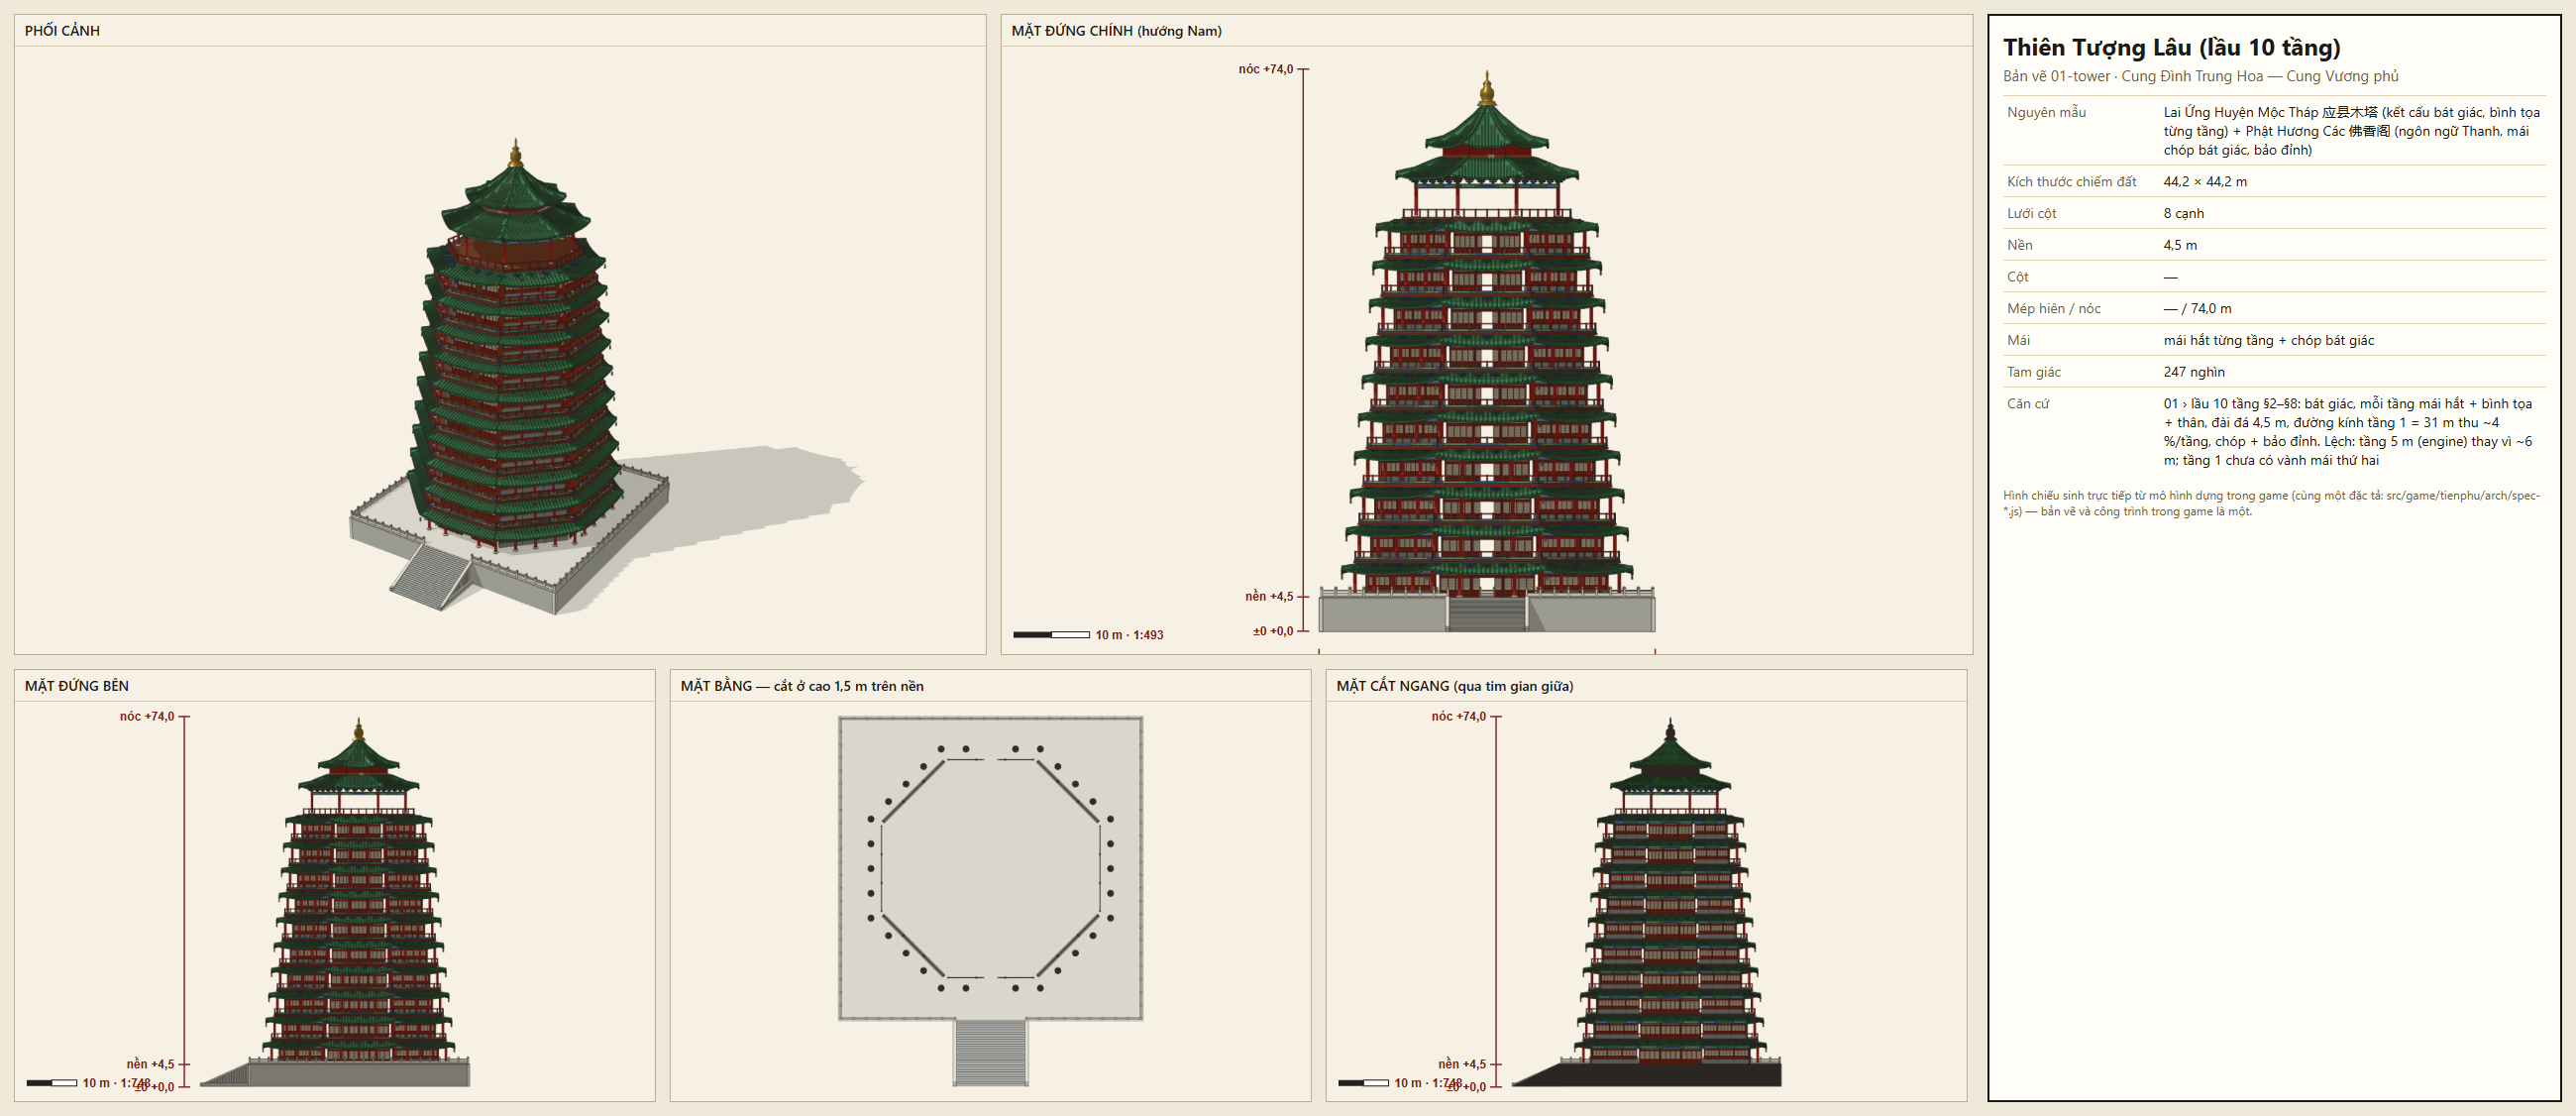 PHỐI CẢNH
MẶT ĐỨNG CHÍNH (hướng Nam)
nóc +74,0
nền +4,5
±0 +0,0
10 m · 1:493
MẶT ĐỨNG BÊN
nóc +74,0
nền +4,5
±0 +0,0
10 m · 1:748
MẶT BẰNG — cắt ở cao 1,5 m trên nền
MẶT CẮT NGANG (qua tim gian giữa)
nóc +74,0
nền +4,5
±0 +0,0
10 m · 1:748
Thiên Tượng Lâu (lầu 10 tầng)
Bản vẽ 01-tower · Cung Đình Trung Hoa — Cung Vương phủ
Nguyên mẫu
Lai Ứng Huyện Mộc Tháp 应县木塔 (kết cấu bát giác, bình tọa
từng tầng) + Phật Hương Các 佛香阁 (ngôn ngữ Thanh, mái
chóp bát giác, bảo đỉnh)
Kích thước chiếm đất
44,2 × 44,2 m
Lưới cột
8 cạnh
Nền
4,5 m
Cột
—
Mép hiên / nóc
— / 74,0 m
Mái
mái hắt từng tầng + chóp bát giác
Tam giác
247 nghìn
Căn cứ
01 › lầu 10 tầng §2–§8: bát giác, mỗi tầng mái hắt + bình tọa
+ thân, đài đá 4,5 m, đường kính tầng 1 = 31 m thu ~4
%/tầng, chóp + bảo đỉnh. Lệch: tầng 5 m (engine) thay vì ~6
m; tầng 1 chưa có vành mái thứ hai
Hình chiếu sinh trực tiếp từ mô hình dựng trong game (cùng một đặc tả: src/game/tienphu/arch/spec-
*.js) — bản vẽ và công trình trong game là một.